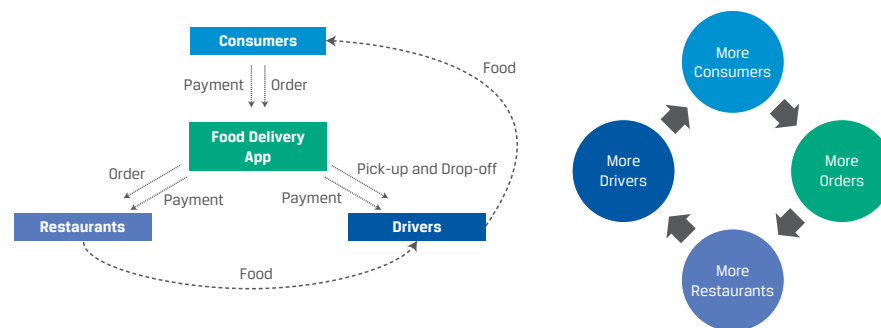 Consumers
Food
Payment
Order
Food Delivery
App
Order
Payment
Payment
Pick-up and Drop-off
Restaurants
Drivers
Food
More
Consumers
More
Drivers
More
Orders
More
Restaurants